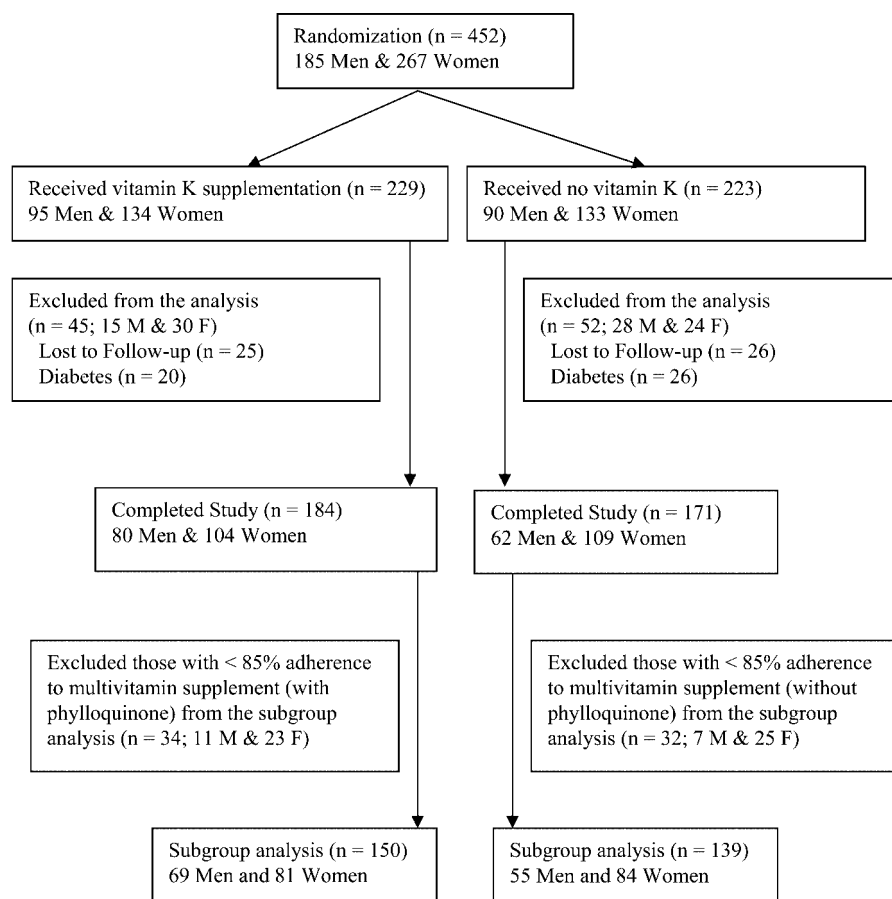 Randomization (n = 452)
185 Men & 267 Women
Received vitamin K supplementation (n = 229)
95 Men & 134 Women
Received no vitamin K (n = 223)
90 Men & 133 Women
Excluded from the analysis
(n = 45; 15 M & 30 F)
Lost to Follow-up (n = 25)
Diabetes (n = 20)
Excluded from the analysis
(n = 52; 28 M & 24 F)
Lost to Follow-up (n = 26)
Diabetes (n = 26)
Completed Study (n = 184)
80 Men & 104 Women
Completed Study (n = 171)
62 Men & 109 Women
Excluded those with < 85% adherence
to multivitamin supplement (with
phylloquinone) from the subgroup
analysis (n = 34; 11 M & 23 F)
Excluded those with < 85% adherence
to multivitamin supplement (without
phylloquinone) from the subgroup
analysis (n = 32; 7 M & 25 F)
Subgroup analysis (n = 150)
69 Men and 81 Women
Subgroup analysis (n = 139)
55 Men and 84 Women